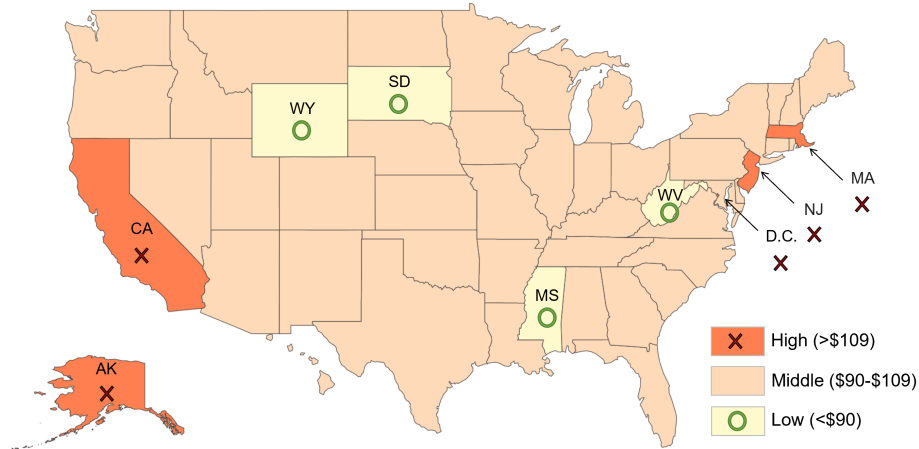 SD
WY
MA
WV
NJ
CA
D.C.
MS
High (>$109)
AK
Middle ($90-$109)
Low (<$90)